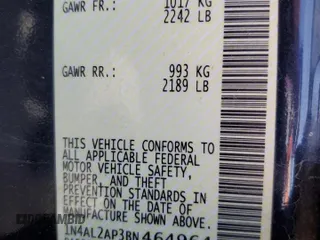 GAWR FR.: 1017 KG
2242 LB
GAWR RR.: 993 KG
2189 LB
THIS VEHICLE CONFORMS TO
ALL APPLICABLE FEDERAL
MOTOR VEHICLE SAFETY,
BUMPER, AND THEFT
PREVENTION STANDARDS IN
EFFECT ON THE DATE OF
MANUFACTURE SHOWN ABOVE.